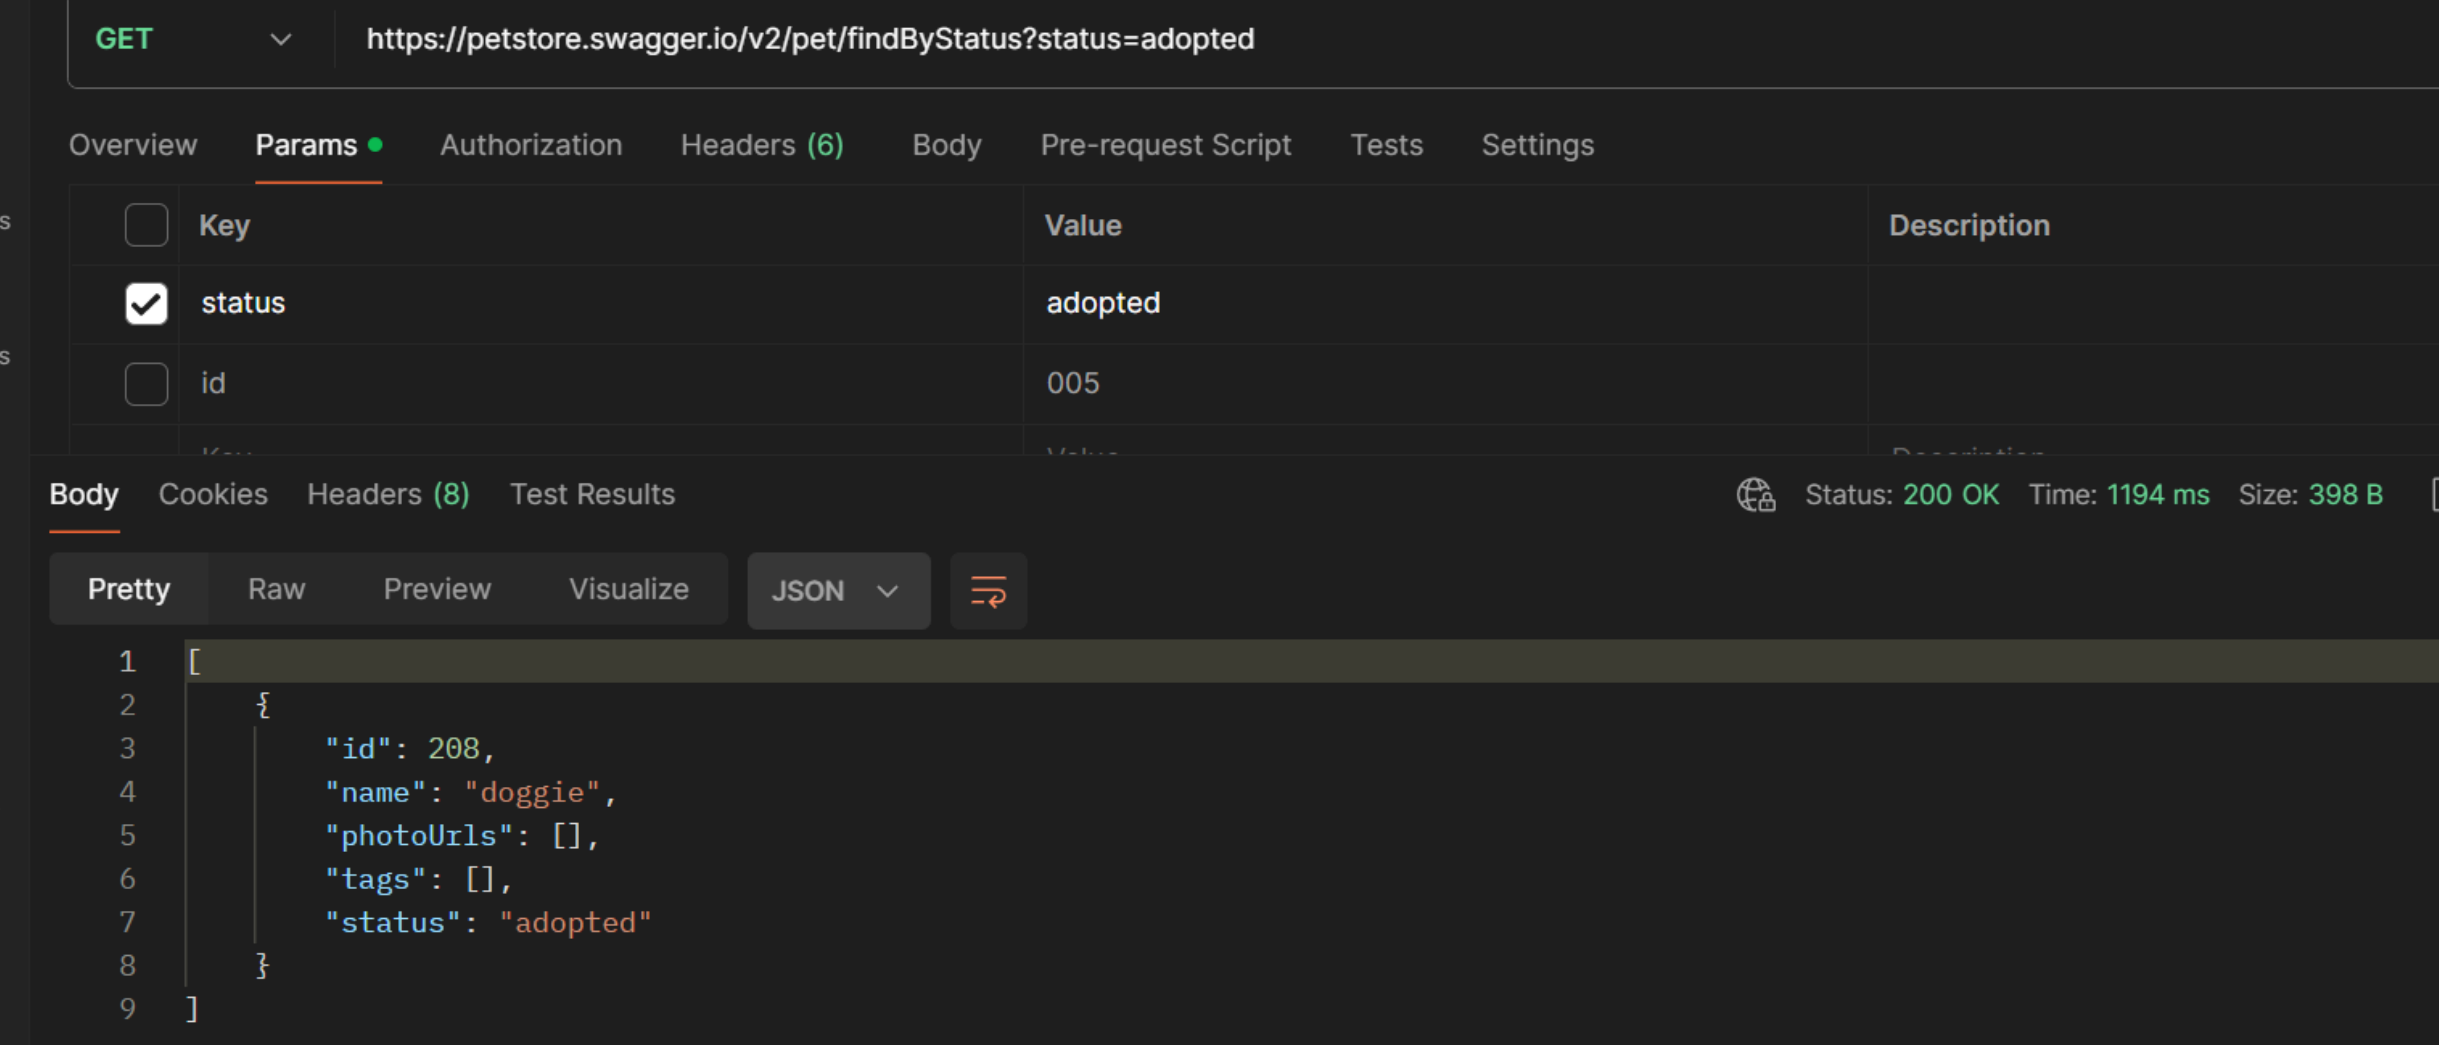 GET https://petstore.swagger.io/v2/pet/findByStatus?status=adopted
Overview Params Authorization Headers (6) Body Pre-request Script Tests Settings
Key Value Description
status adopted
id 005
Key Value Description
Body Cookies Headers (8) Test Results Status: 200 OK Time: 1194 ms Size: 398 B
Pretty Raw Preview Visualize JSON
1 [
2 {
3 "id": 208,
4 "name": "doggie",
5 "photoUrls": [],
6 "tags": [],
7 "status": "adopted"
8 }
9 ]